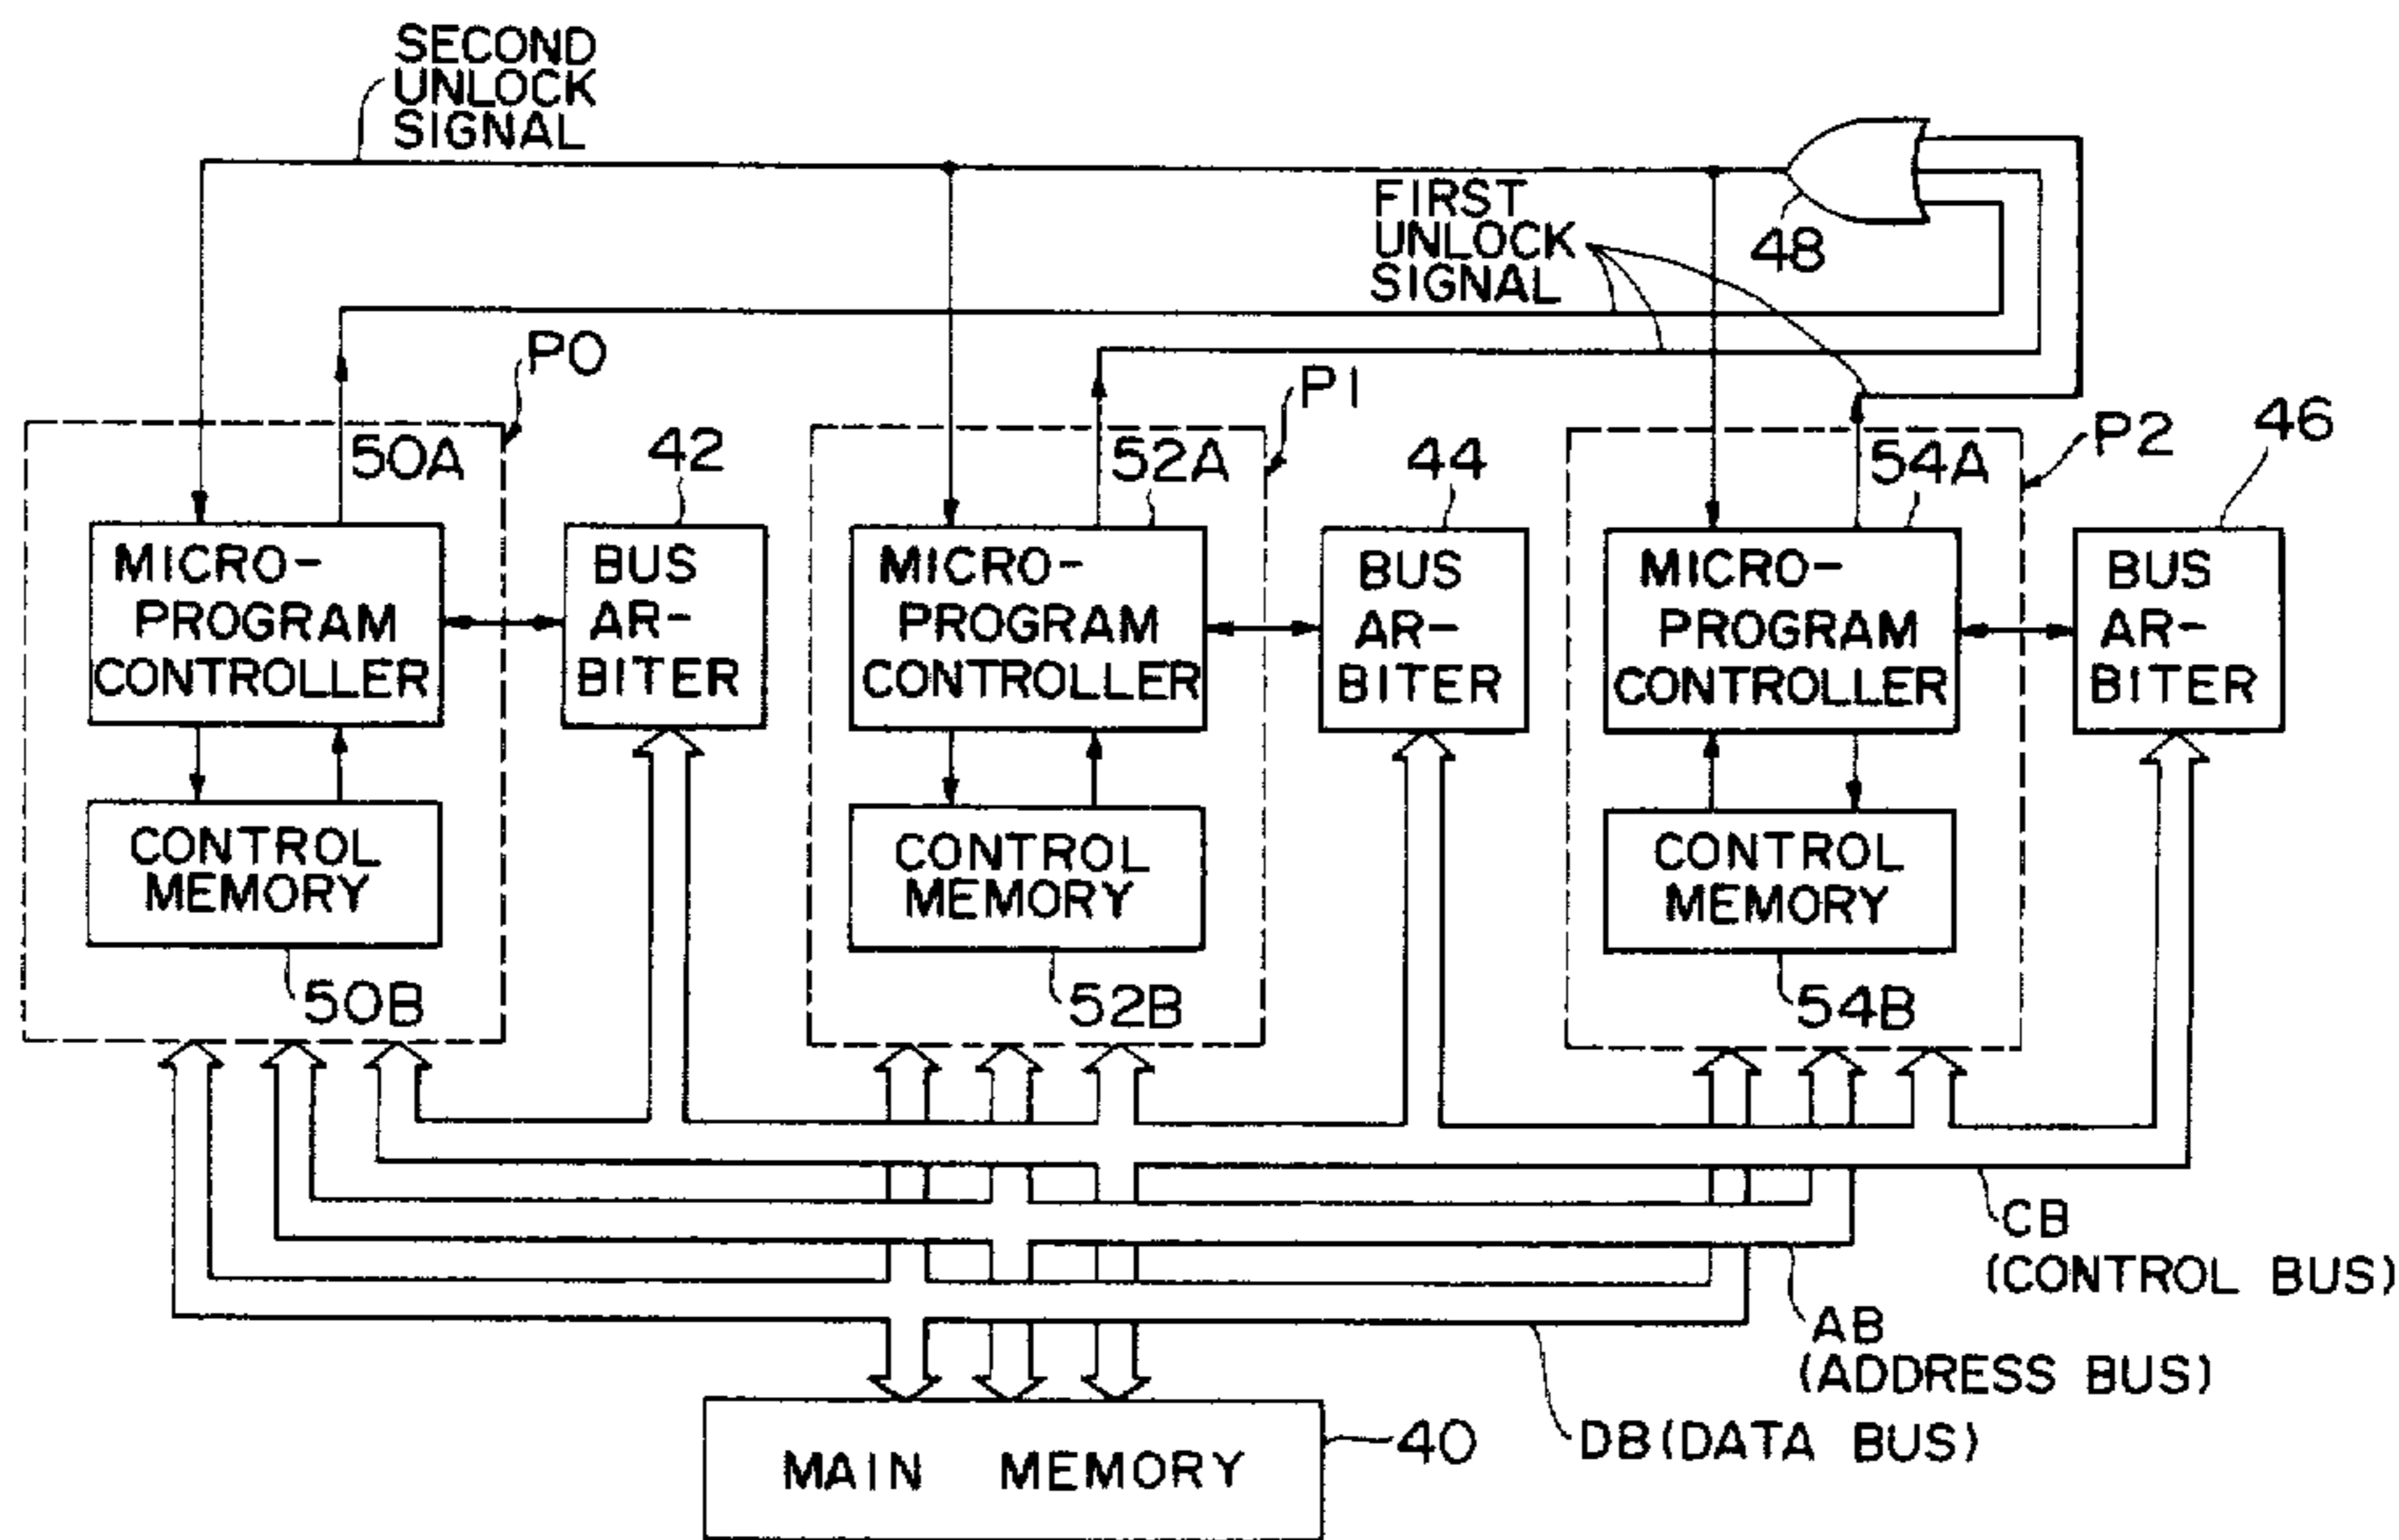 SECOND
UNLOCK
SIGNAL
FIRST
UNLOCK
SIGNAL
48
P0
P1
P2
50A
42
52A
44
54A
46
MICRO-
PROGRAM
CONTROLLER
BUS
AR-
BITER
MICRO-
PROGRAM
CONTROLLER
BUS
AR-
BITER
MICRO-
PROGRAM
CONTROLLER
BUS
AR-
BITER
CONTROL
MEMORY
CONTROL
MEMORY
CONTROL
MEMORY
50B
52B
54B
CB
(CONTROL BUS)
AB
(ADDRESS BUS)
DB(DATA BUS)
MAIN MEMORY
40